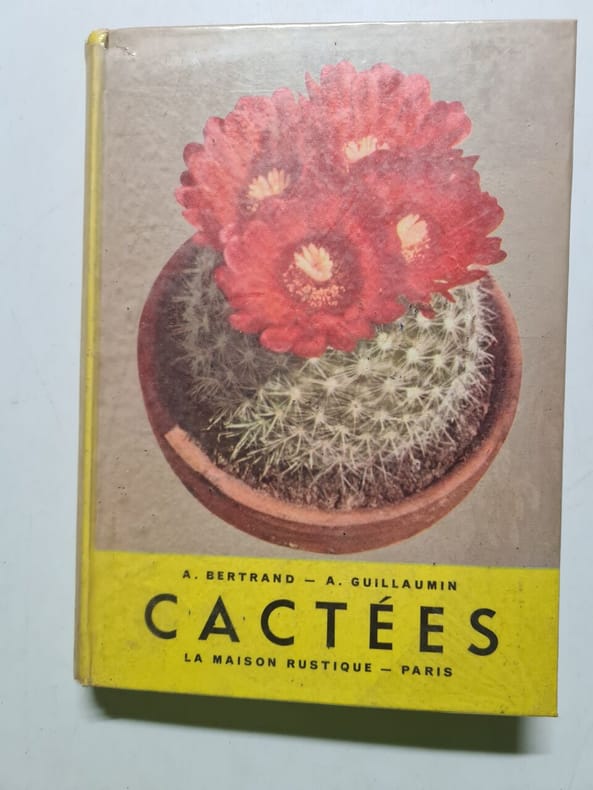 A. BERTRAND — A. GUILLAUMIN
CACTÉES
LA MAISON RUSTIQUE — PARIS